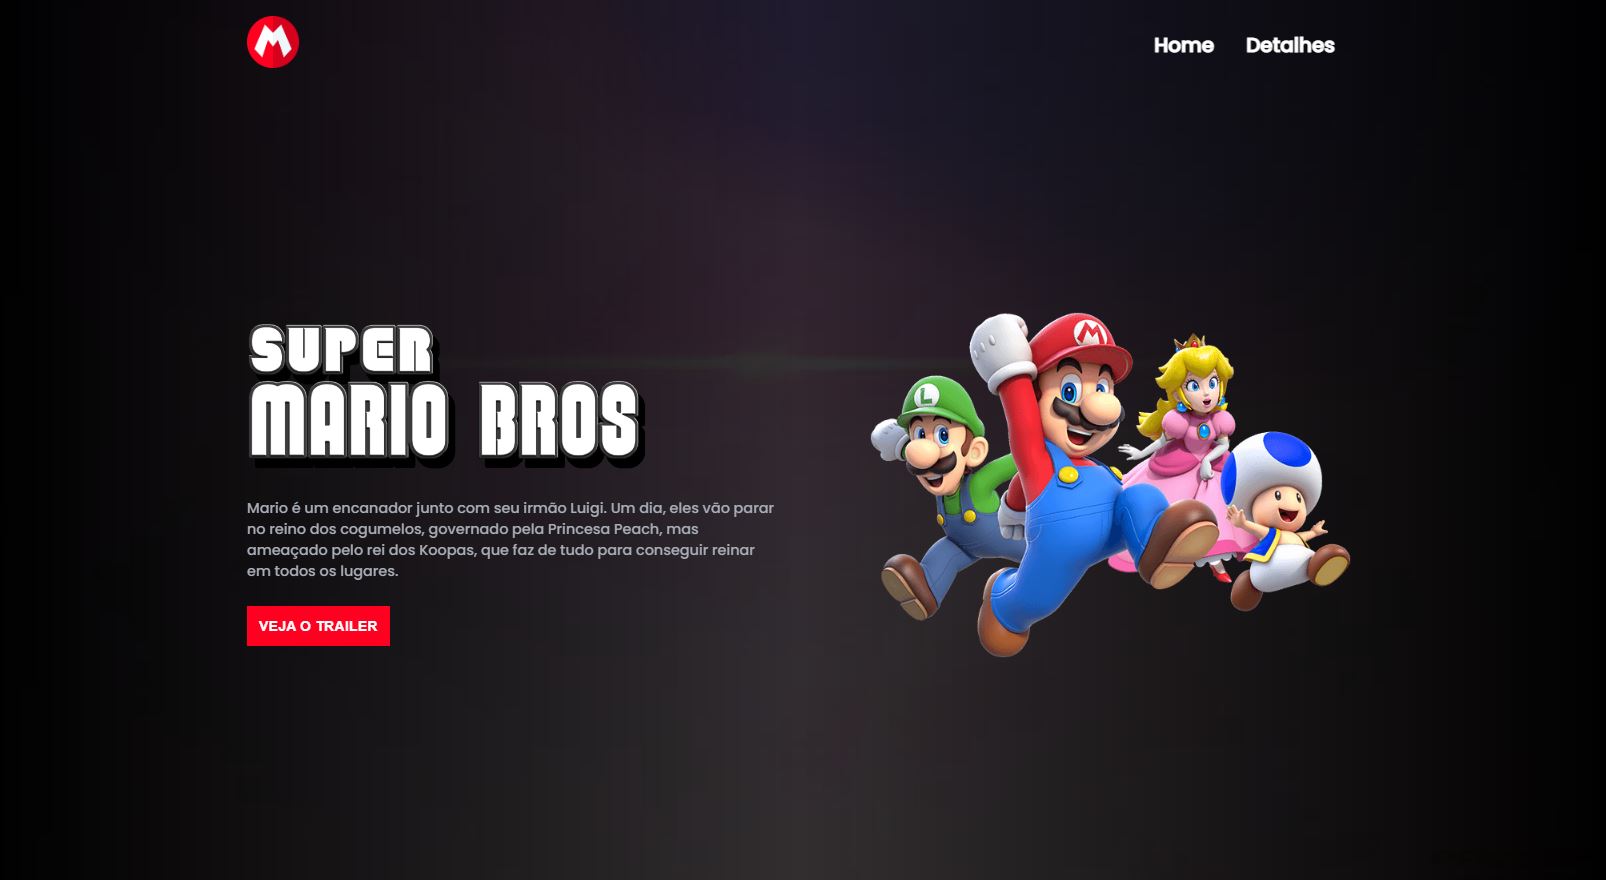 M
Home Detalhes
SUPER
MARIO BROS
Mario é um encanador junto com seu irmão Luigi. Um dia, eles vão parar
no reino dos cogumelos, governado pela Princesa Peach, mas
ameaçado pelo rei dos Koopas, que faz de tudo para conseguir reinar
em todos os lugares.
VEJA O TRAILER
M
L